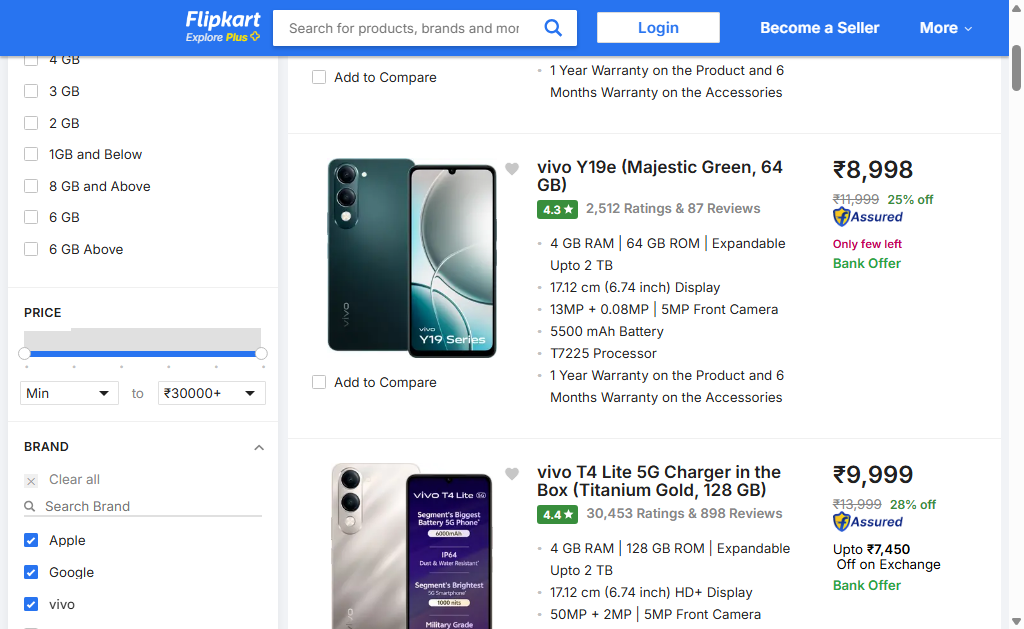 Flipkart
Explore Plus
Search for products, brands and mor
Login
Become a Seller
More
4 GB
3 GB
2 GB
1GB and Below
8 GB and Above
6 GB
6 GB Above
PRICE
Min
to
₹30000+
BRAND
Clear all
Search Brand
Apple
Google
vivo
Add to Compare
1 Year Warranty on the Product and 6
Months Warranty on the Accessories
vivo
vivo
Y19 Series
Add to Compare
vivo Y19e (Majestic Green, 64
GB)
4.3★
2,512 Ratings & 87 Reviews
4 GB RAM | 64 GB ROM | Expandable
Upto 2 TB
17.12 cm (6.74 inch) Display
13MP + 0.08MP | 5MP Front Camera
5500 mAh Battery
T7225 Processor
1 Year Warranty on the Product and 6
Months Warranty on the Accessories
₹8,998
₹11,999 25% off
Assured
Only few left
Bank Offer
vivo T4 Lite 5G
Segment's Biggest
Battery 5G Phone*
6000mAh
IP64
Dust & Water Resistant*
Segment's Brightest
5G Smartphone*
1000 nits
Military Grade
vivo
vivo T4 Lite 5G Charger in the
Box (Titanium Gold, 128 GB)
4.4★
30,453 Ratings & 898 Reviews
4 GB RAM | 128 GB ROM | Expandable
Upto 2 TB
17.12 cm (6.74 inch) HD+ Display
50MP + 2MP | 5MP Front Camera
₹9,999
₹13,999 28% off
Assured
Upto ₹7,450
Off on Exchange
Bank Offer